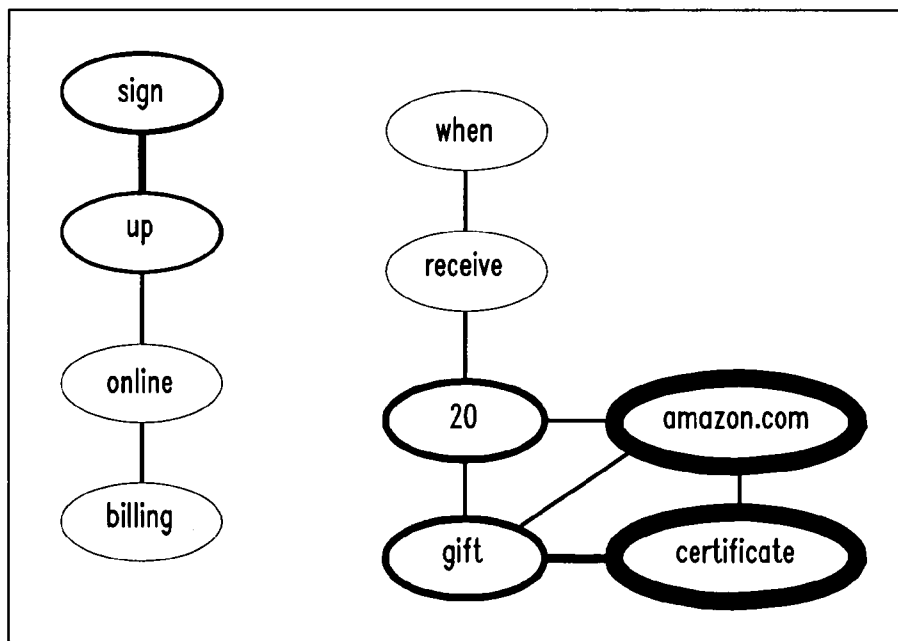 sign
up
online
billing
when
receive
20
amazon.com
gift
certificate